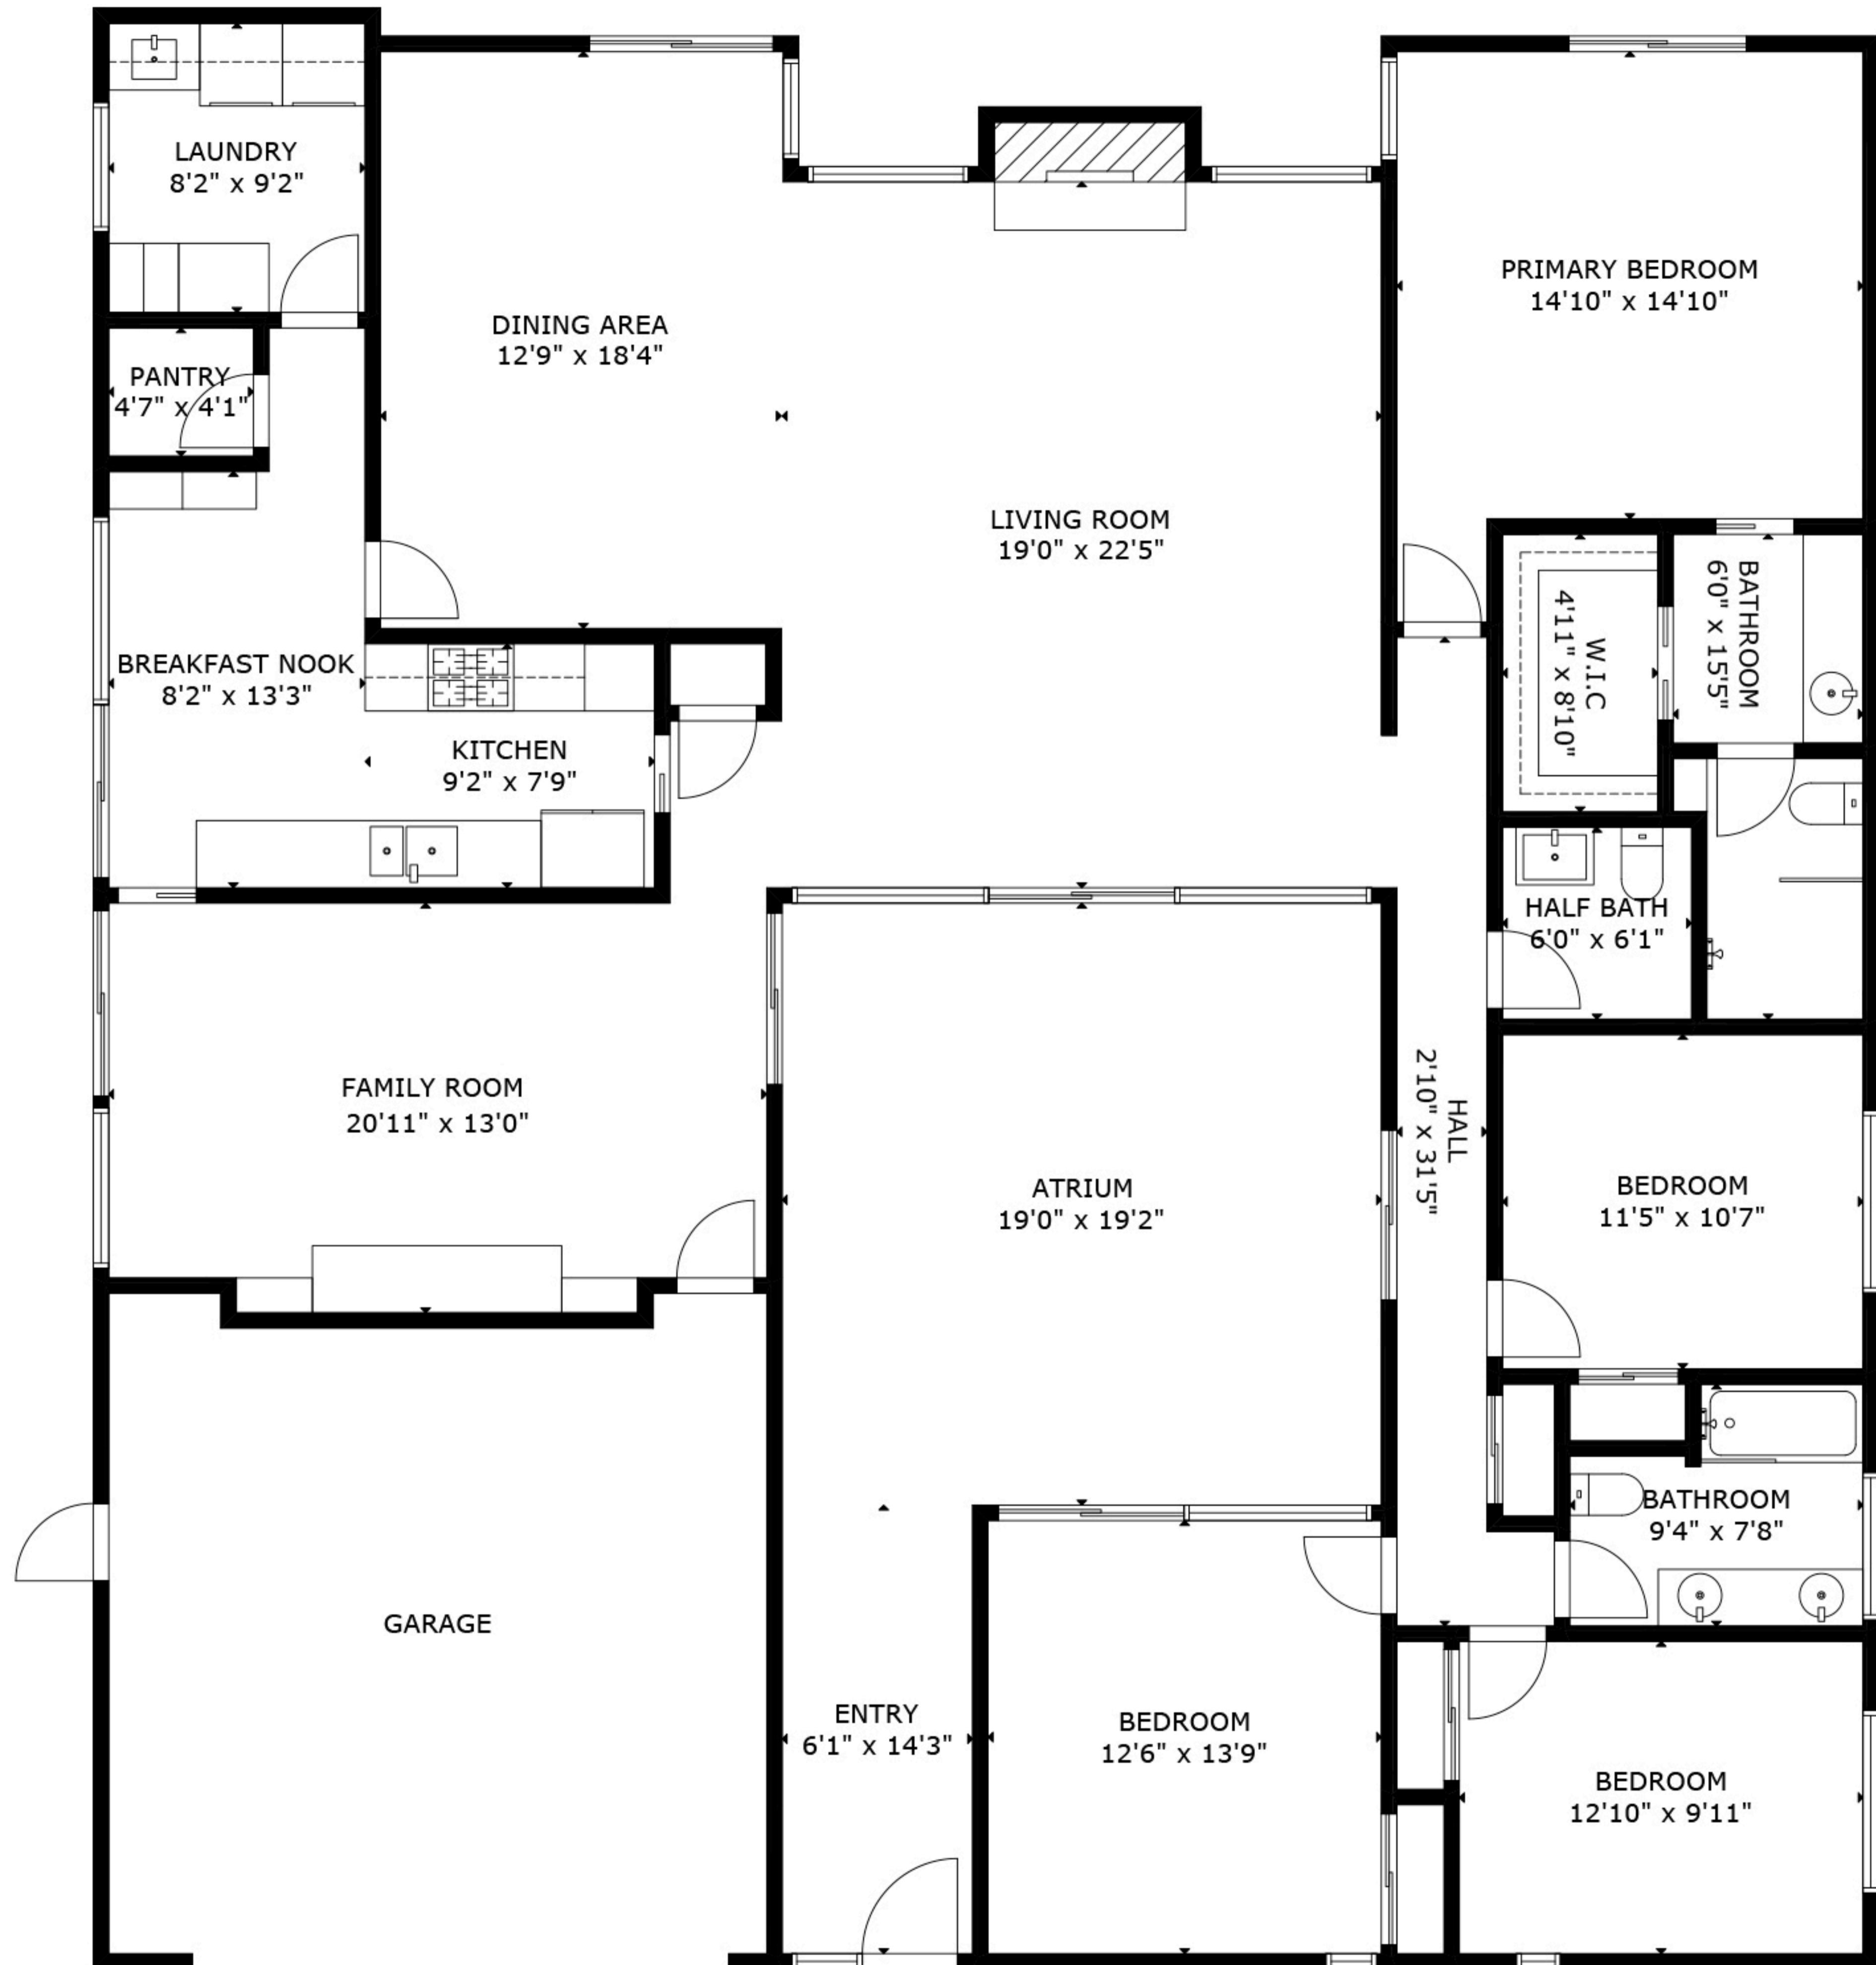 LAUNDRY
8'2" x 9'2"
PRIMARY BEDROOM
14'10" x 14'10"
DINING AREA
12'9" x 18'4"
PANTRY
4'7" x 4'1"
LIVING ROOM
19'0" x 22'5"
BATHROOM
6'0" x 15'5"
W.I.C
4'11" x 8'10"
BREAKFAST NOOK
8'2" x 13'3"
KITCHEN
9'2" x 7'9"
HALF BATH
6'0" x 6'1"
FAMILY ROOM
20'11" x 13'0"
HALL
2'10" x 31'5"
ATRIUM
19'0" x 19'2"
BEDROOM
11'5" x 10'7"
BATHROOM
9'4" x 7'8"
GARAGE
ENTRY
6'1" x 14'3"
BEDROOM
12'6" x 13'9"
BEDROOM
12'10" x 9'11"